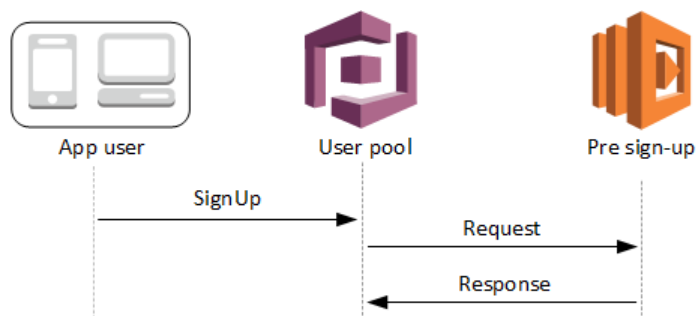 App user
User pool
Pre sign-up
SignUp
Request
Response